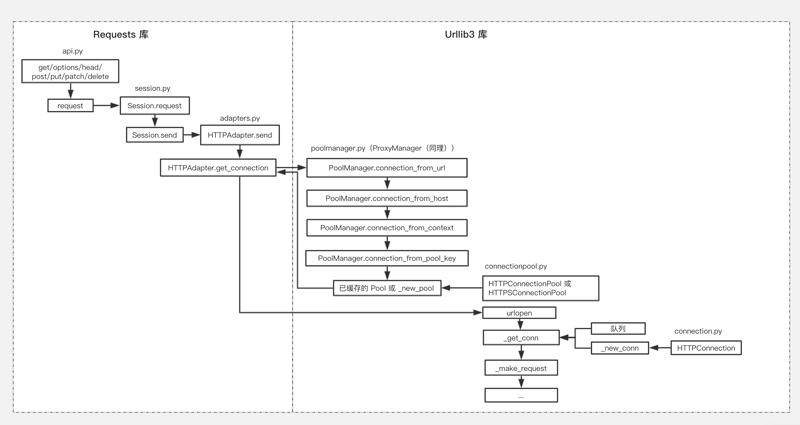 Requests 库
Urllib3 库
api.py
get/options/head/
post/put/patch/delete
request
session.py
Session.request
Session.send
adapters.py
HTTPAdapter.send
HTTPAdapter.get_connection
poolmanager.py（ProxyManager（同理））
PoolManager.connection_from_url
PoolManager.connection_from_host
PoolManager.connection_from_context
PoolManager.connection_from_pool_key
已缓存的 Pool 或 _new_pool
connectionpool.py
HTTPConnectionPool 或
HTTPSConnectionPool
urlopen
_get_conn
队列
_new_conn
connection.py
HTTPConnection
_make_request
...